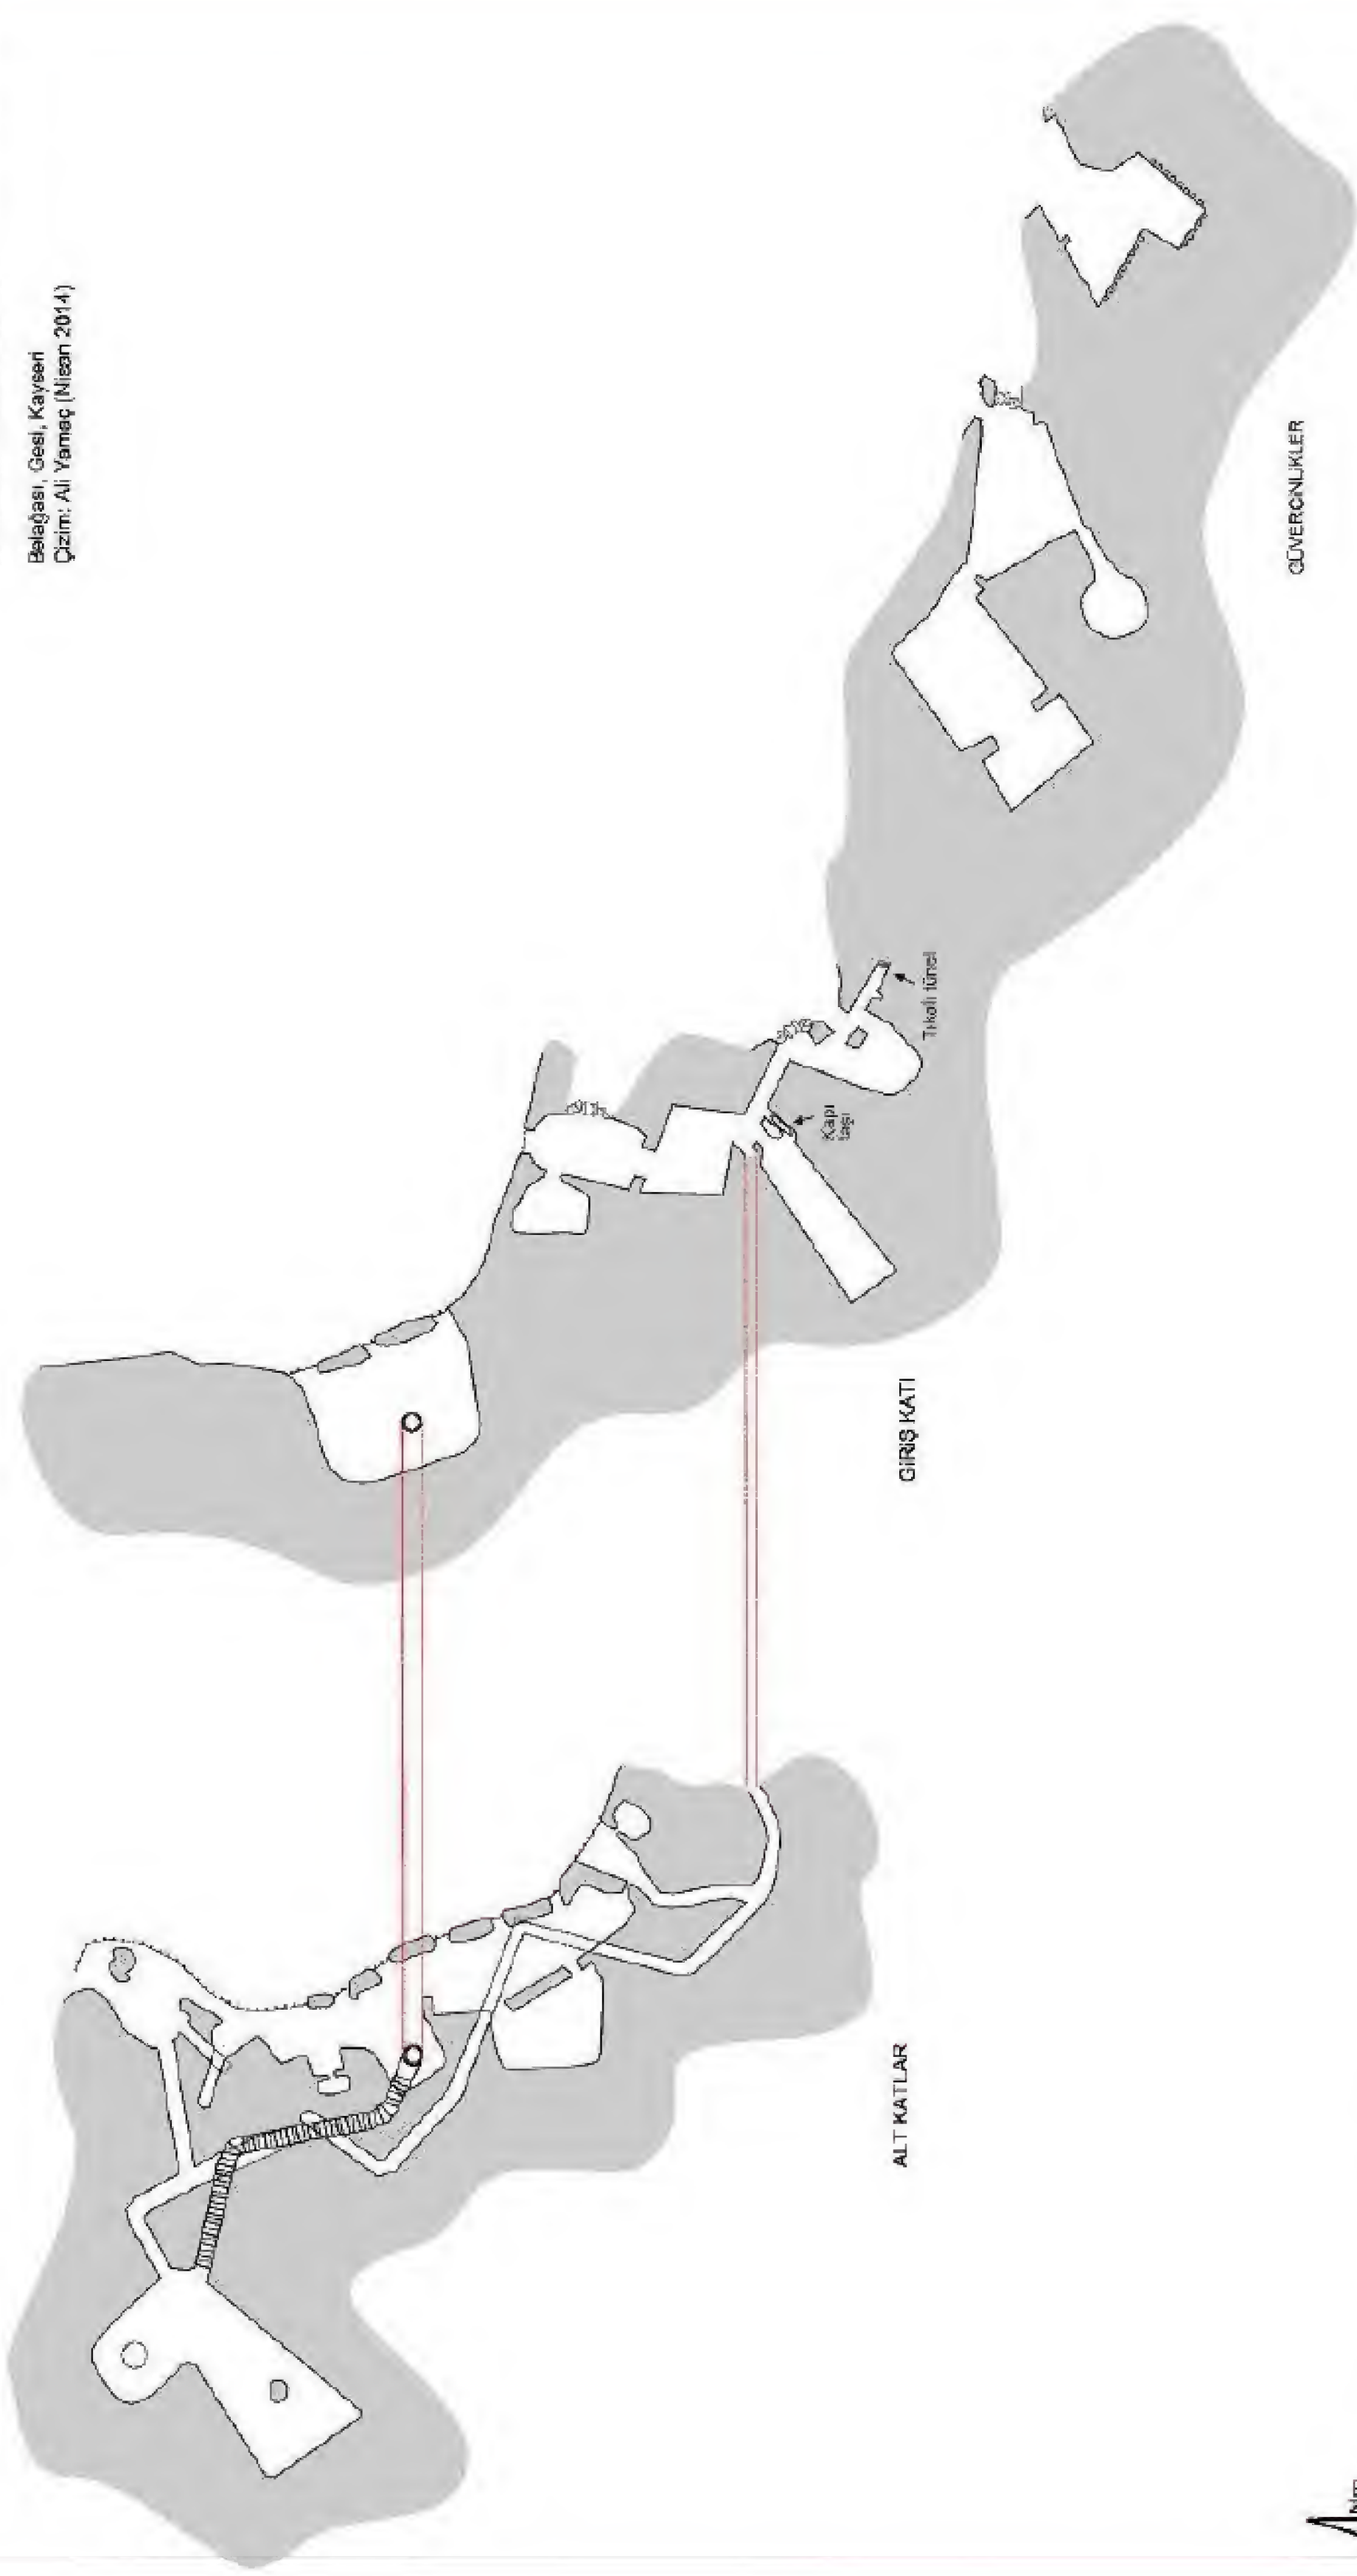 Belağası, Gesi, Kayseri
Çizim: Ali Yamaç (Nisan 2014)
GÜVERCİNLİKLER
Tıkalı tünel
Kapı
taşı
GİRİŞ KATI
ALT KATLAR